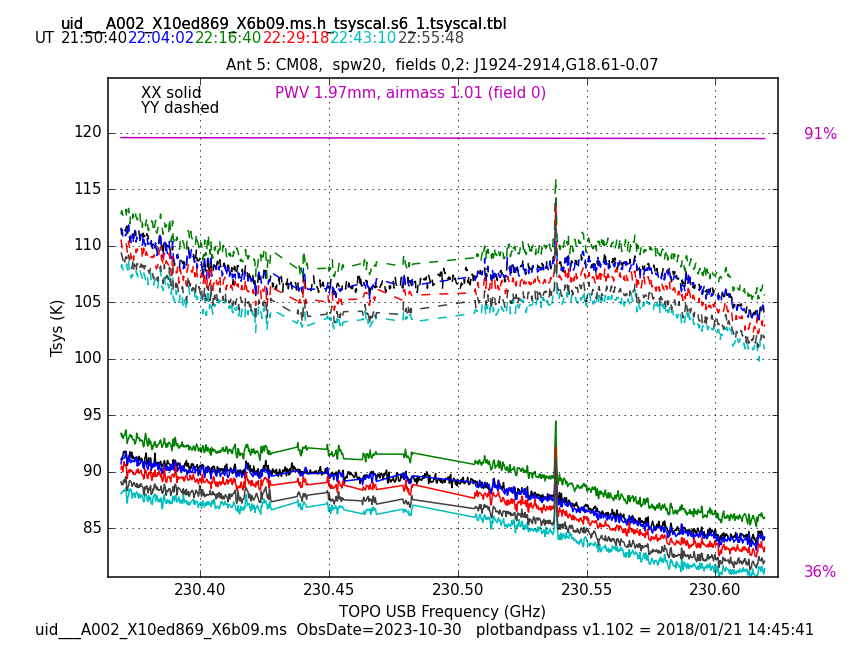 uid___A002_X10ed869_X6b09.ms.h_tsyscal.s6_1.tsyscal.tbl
UT 21:50:40 22:04:02 22:16:40 22:29:18 22:43:10 22:55:48
Ant 5: CM08,  spw20,  fields 0,2: J1924-2914,G18.61-0.07
XX solid PWV 1.97mm, airmass 1.01 (field 0)
YY dashed
120 91%
115
110
105
Tsys (K)
100
95
90
85
36%
230.40 230.45 230.50 230.55 230.60
TOPO USB Frequency (GHz)
uid___A002_X10ed869_X6b09.ms  ObsDate=2023-10-30   plotbandpass v1.102 = 2018/01/21 14:45:41